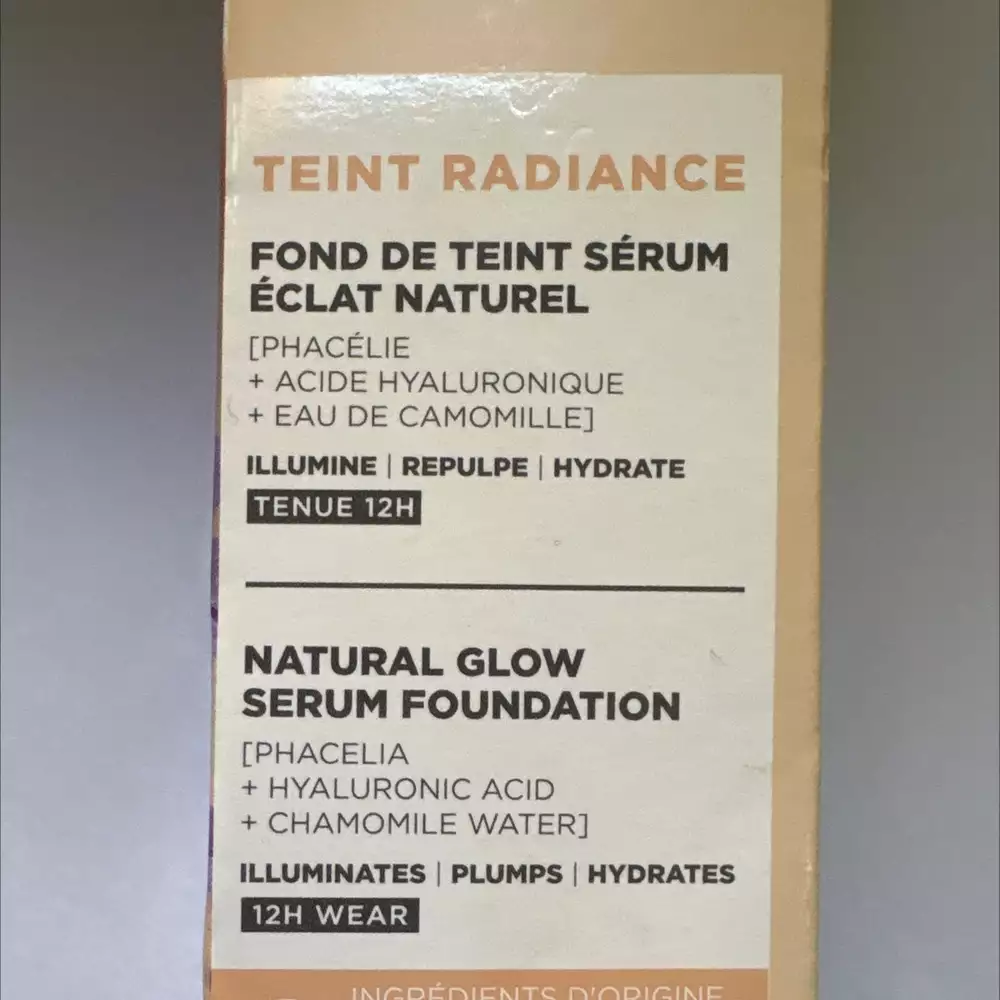 TEINT RADIANCE
FOND DE TEINT SÉRUM
ÉCLAT NATUREL
[PHACÉLIE
+ ACIDE HYALURONIQUE
+ EAU DE CAMOMILLE]
ILLUMINE | REPULPE | HYDRATE
TENUE 12H
NATURAL GLOW
SERUM FOUNDATION
[PHACELIA
+ HYALURONIC ACID
+ CHAMOMILE WATER]
ILLUMINATES | PLUMPS | HYDRATES
12H WEAR
INGRÉDIENTS D'ORIGINE